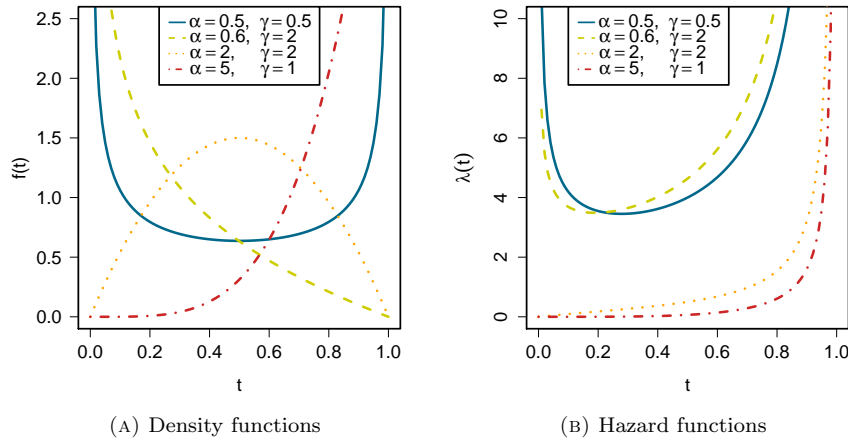 α = 0.5, γ = 0.5
α = 0.6, γ = 2
α = 2, γ = 2
α = 5, γ = 1
f(t)
2.5
2.0
1.5
1.0
0.5
0.0
0.0 0.2 0.4 0.6 0.8 1.0
t
(A) Density functions
α = 0.5, γ = 0.5
α = 0.6, γ = 2
α = 2, γ = 2
α = 5, γ = 1
λ(t)
10
8
6
4
2
0
0.0 0.2 0.4 0.6 0.8 1.0
t
(B) Hazard functions